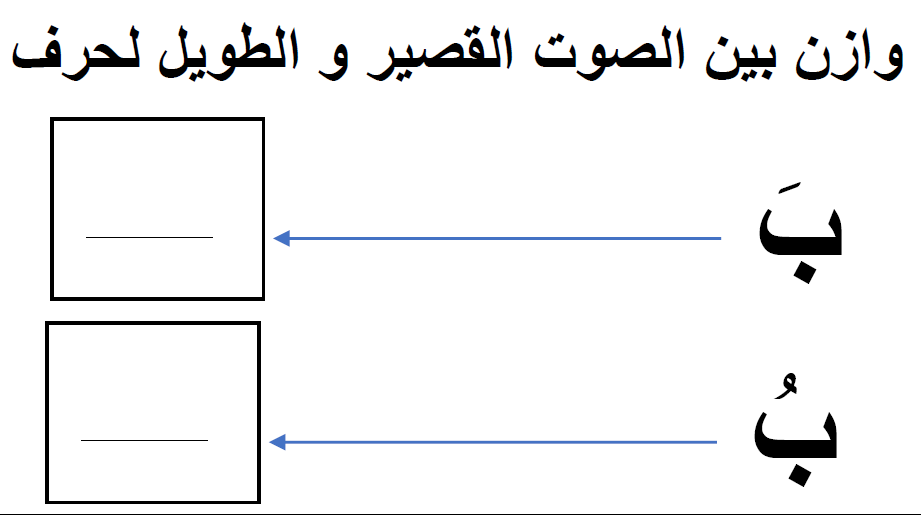 وازن بين الصوت القصير و الطويل لحرف
بَ
بُ